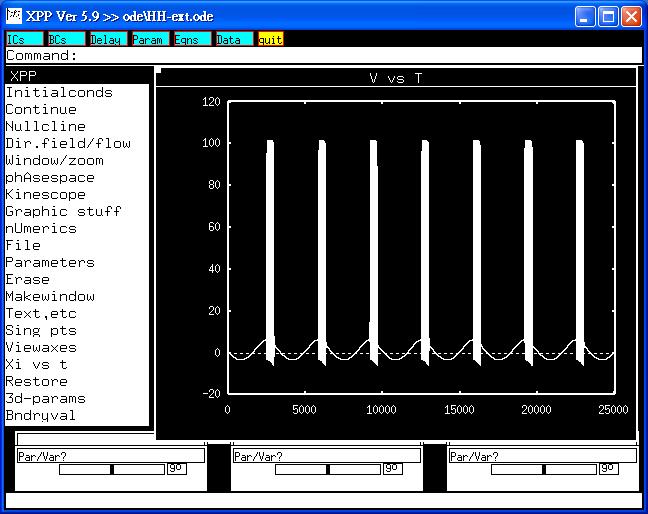 XPP Ver 5.9 >> ode\HH-ext.ode
ICs BCs Delay Param Eqns Data quit
Command:
XPP
Initialconds
Continue
Nullcline
Dir.field/flow
Window/zoom
phAsespace
Kinescope
Graphic stuff
nUmerics
File
Parameters
Erase
Makewindow
Text,etc
Sing pts
Viewaxes
Xi vs t
Restore
3d-params
Bndryval
V vs T
120
100
80
60
40
20
0
-20
0 5000 10000 15000 20000 25000
Par/Var? Par/Var? Par/Var?
go go go